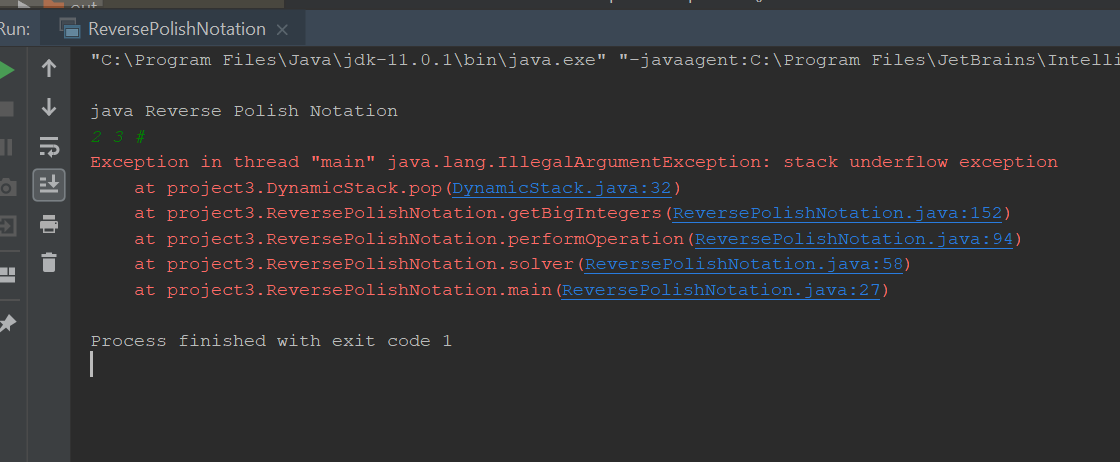 out
Run: ReversePolishNotation
"C:\Program Files\Java\jdk-11.0.1\bin\java.exe" "-javaagent:C:\Program Files\JetBrains\Intelli
java Reverse Polish Notation
2 3 #
Exception in thread "main" java.lang.IllegalArgumentException: stack underflow exception
at project3.DynamicStack.pop(DynamicStack.java:32)
at project3.ReversePolishNotation.getBigIntegers(ReversePolishNotation.java:152)
at project3.ReversePolishNotation.performOperation(ReversePolishNotation.java:94)
at project3.ReversePolishNotation.solver(ReversePolishNotation.java:58)
at project3.ReversePolishNotation.main(ReversePolishNotation.java:27)
Process finished with exit code 1